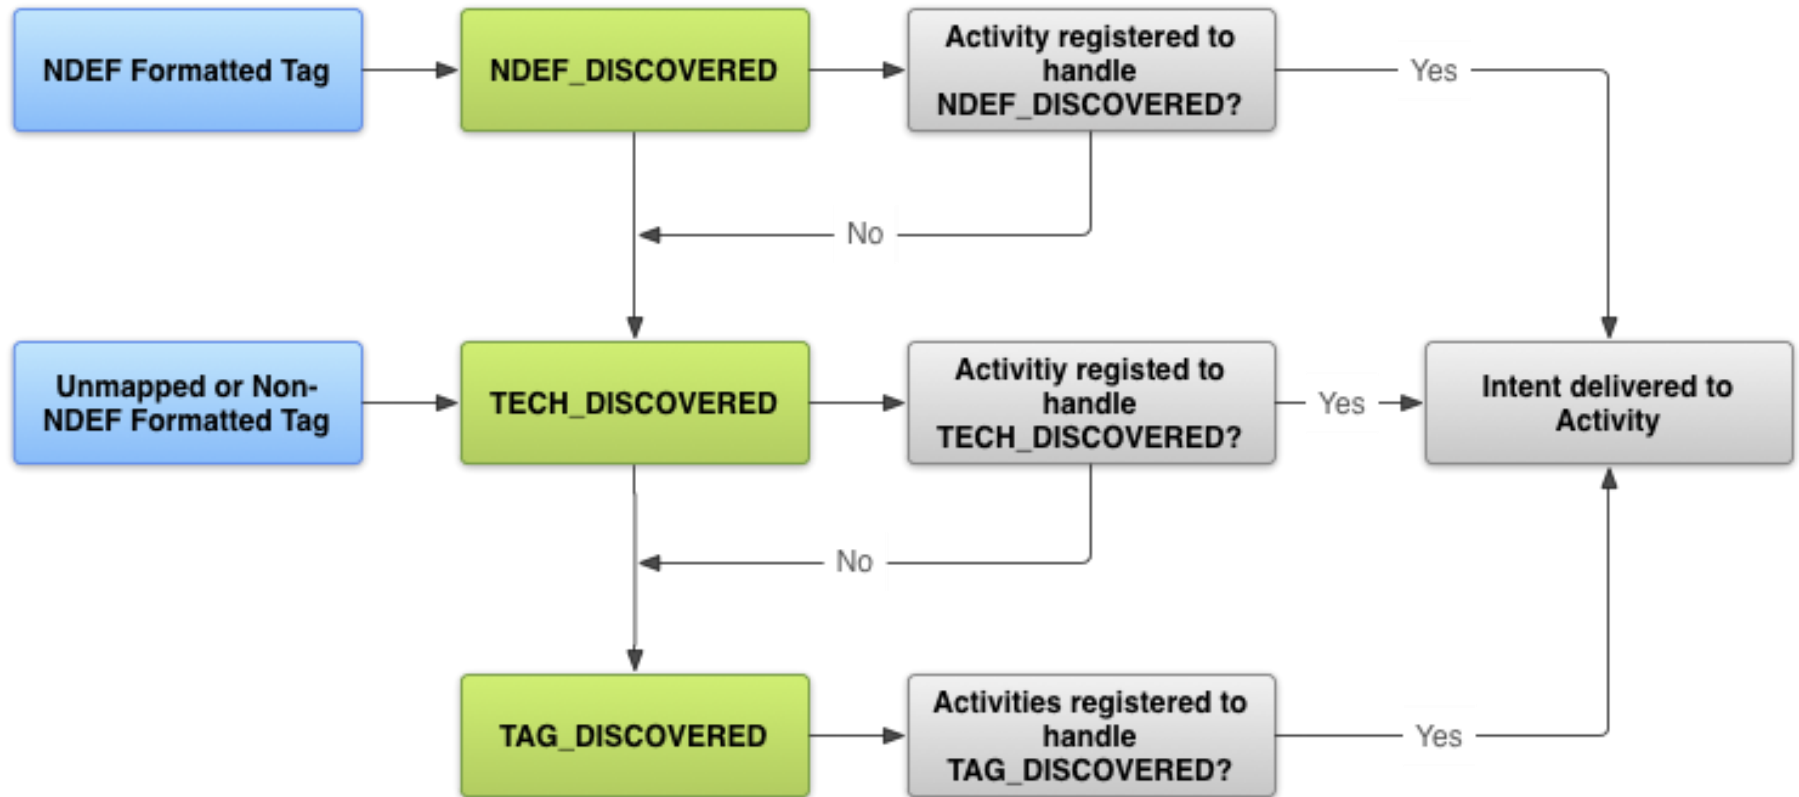 NDEF Formatted Tag
NDEF_DISCOVERED
Activity registered to
handle
NDEF_DISCOVERED?
Yes
No
Unmapped or Non-
NDEF Formatted Tag
TECH_DISCOVERED
Activitiy registed to
handle
TECH_DISCOVERED?
Yes
Intent delivered to
Activity
No
TAG_DISCOVERED
Activities registered to
handle
TAG_DISCOVERED?
Yes